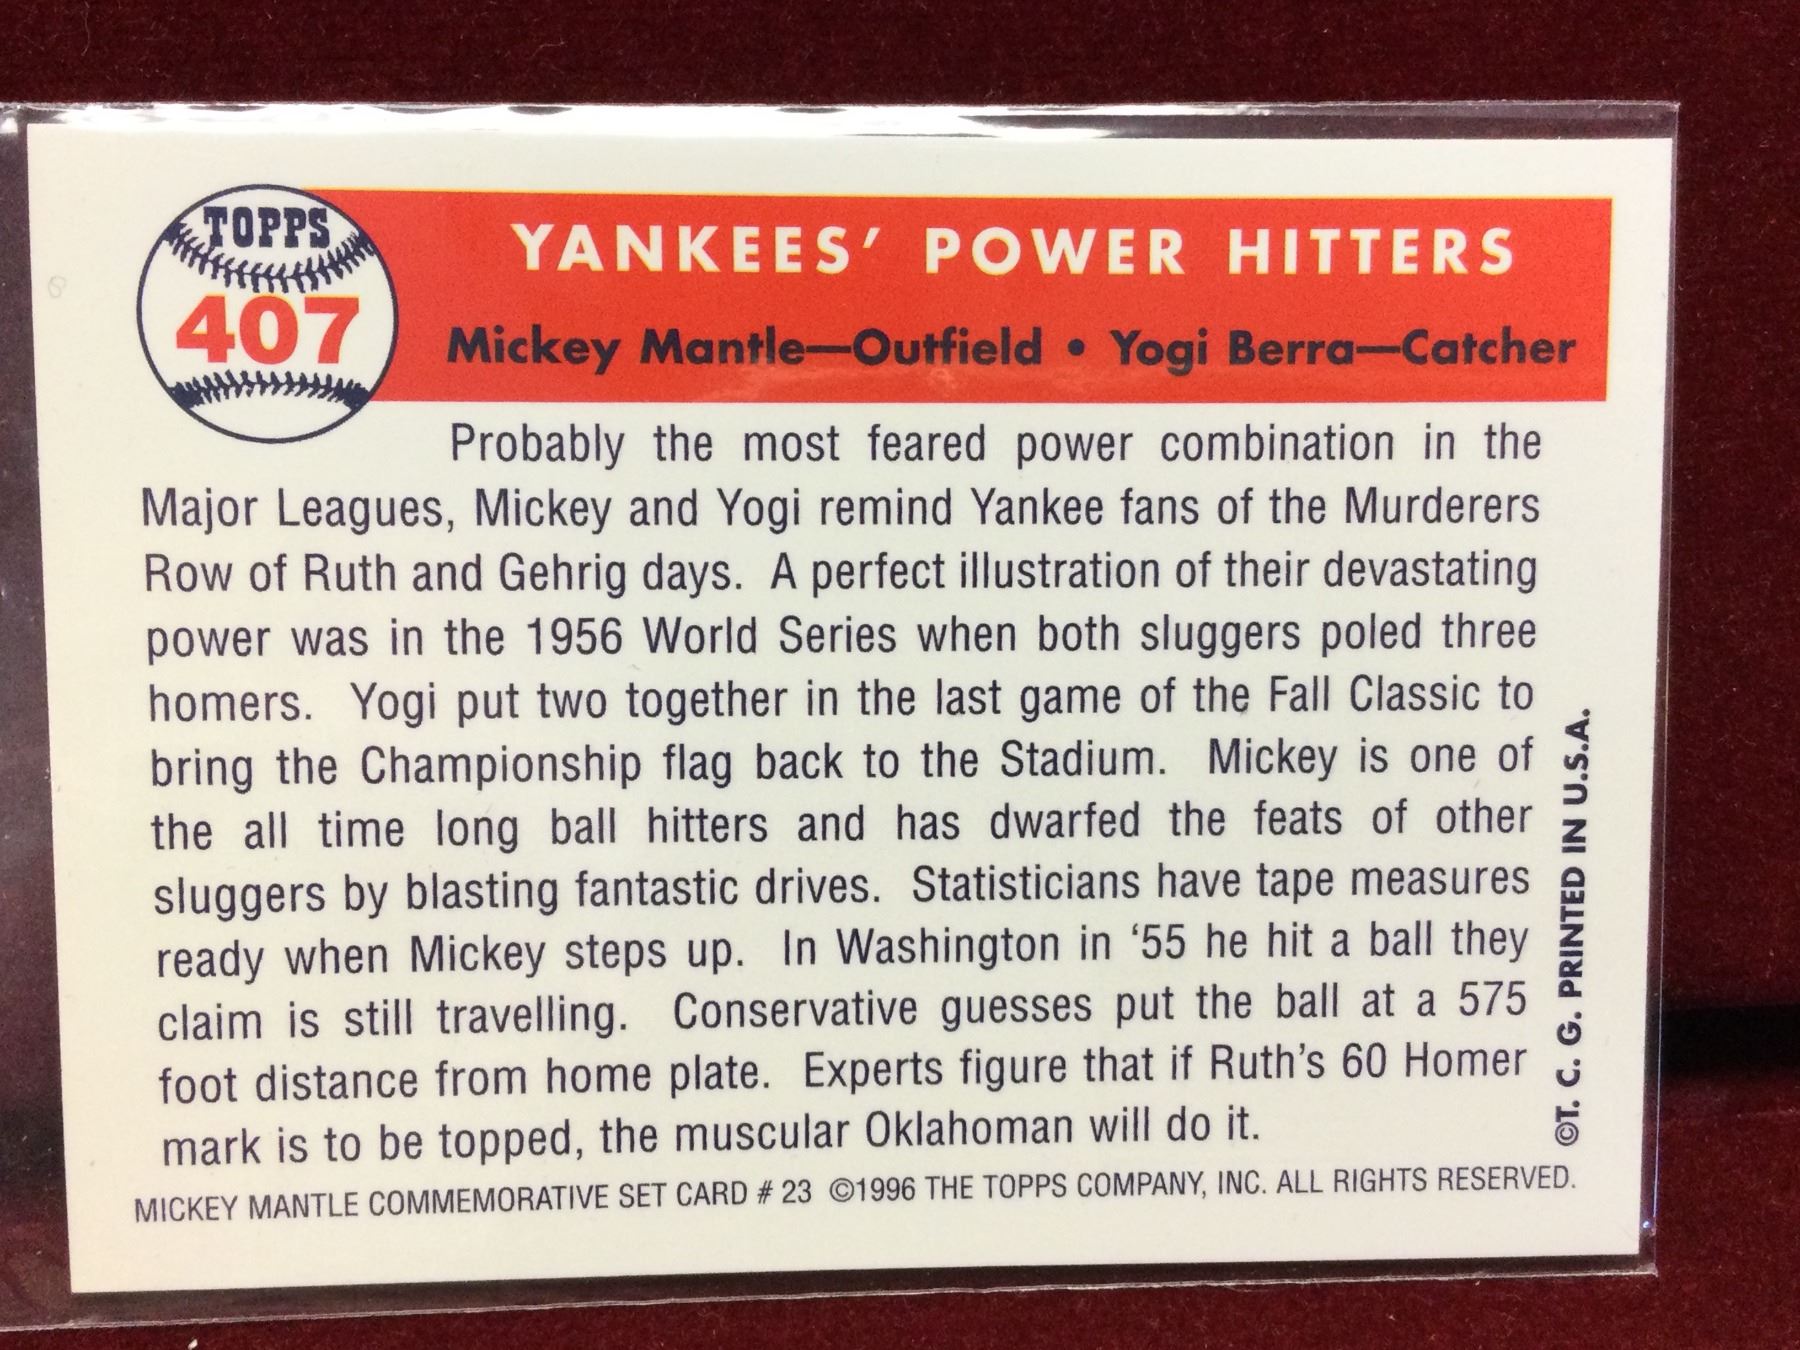 TOPPS
407
YANKEES' POWER HITTERS
Mickey Mantle—Outfield • Yogi Berra—Catcher
Probably the most feared power combination in the
Major Leagues, Mickey and Yogi remind Yankee fans of the Murderers
Row of Ruth and Gehrig days. A perfect illustration of their devastating
power was in the 1956 World Series when both sluggers poled three
homers. Yogi put two together in the last game of the Fall Classic to
bring the Championship flag back to the Stadium. Mickey is one of
the all time long ball hitters and has dwarfed the feats of other
sluggers by blasting fantastic drives. Statisticians have tape measures
ready when Mickey steps up. In Washington in '55 he hit a ball they
claim is still travelling. Conservative guesses put the ball at a 575
foot distance from home plate. Experts figure that if Ruth's 60 Homer
mark is to be topped, the muscular Oklahoman will do it.
MICKEY MANTLE COMMEMORATIVE SET CARD # 23 ©1996 THE TOPPS COMPANY, INC. ALL RIGHTS RESERVED.
©T. C. G. PRINTED IN U.S.A.